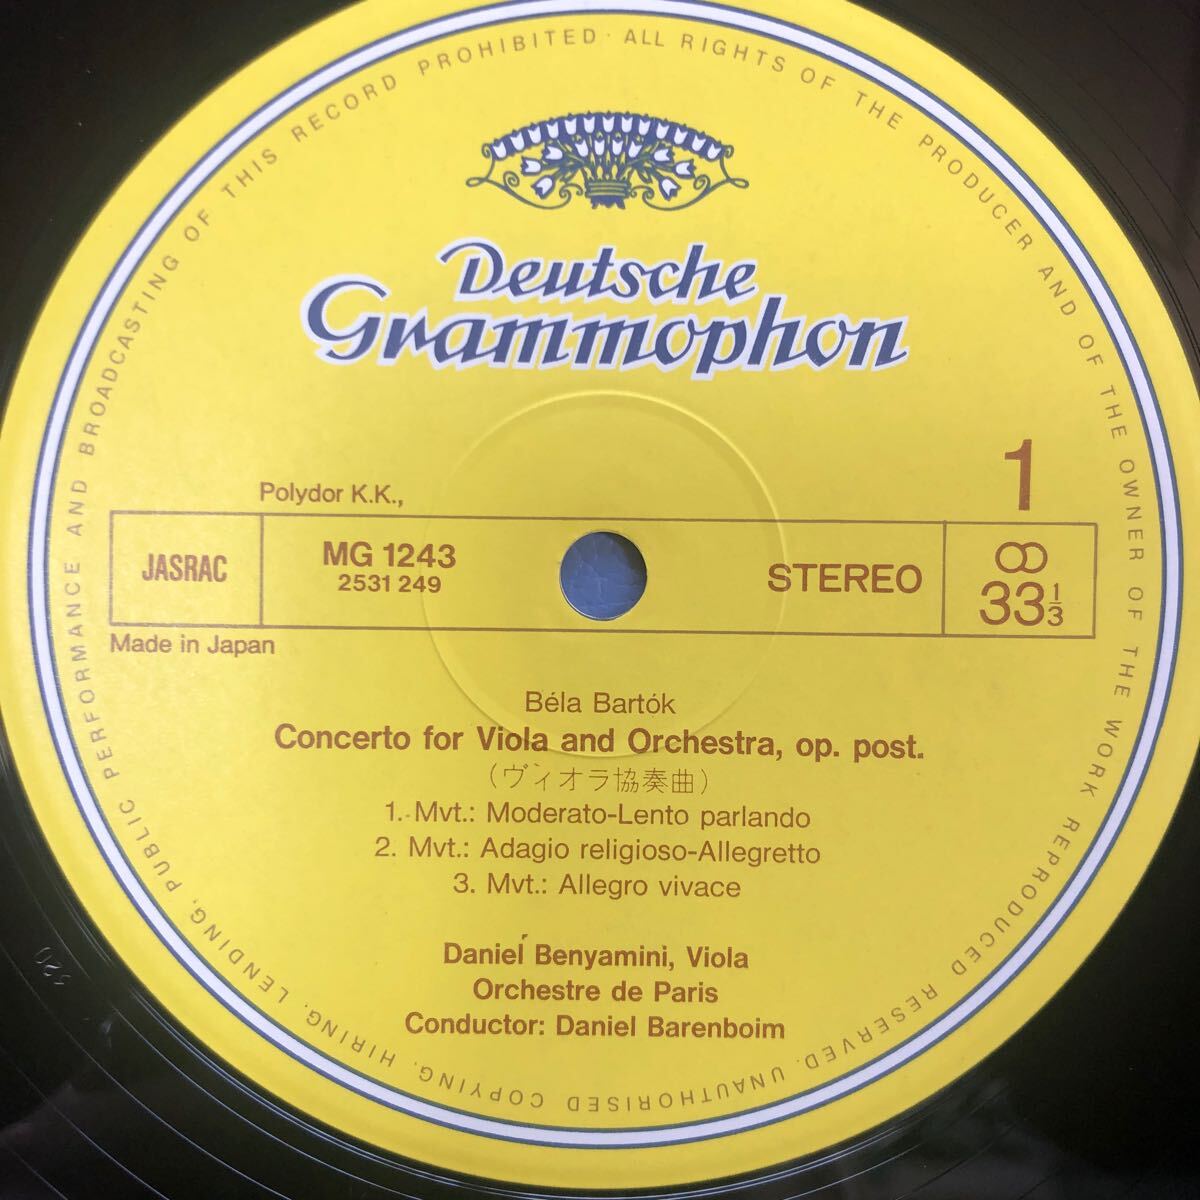 PUBLIC PERFORMANCE AND BROADCASTING OF THIS RECORD PROHIBITED · ALL RIGHTS OF THE PRODUCER AND OF THE OWNER OF THE WORK REPRODUCED RESERVED. UNAUTHORISED COPYING, HIRING, LENDING,
Deutsche
Grammophon
1
Polydor K.K.,
JASRAC
MG 1243
2531 249
STEREO
33 1/3
Made in Japan
Béla Bartók
Concerto for Viola and Orchestra, op. post.
(ヴィオラ協奏曲)
1. Mvt.: Moderato-Lento parlando
2. Mvt.: Adagio religioso-Allegretto
3. Mvt.: Allegro vivace
Daniel Benyamini, Viola
Orchestre de Paris
Conductor: Daniel Barenboim
520